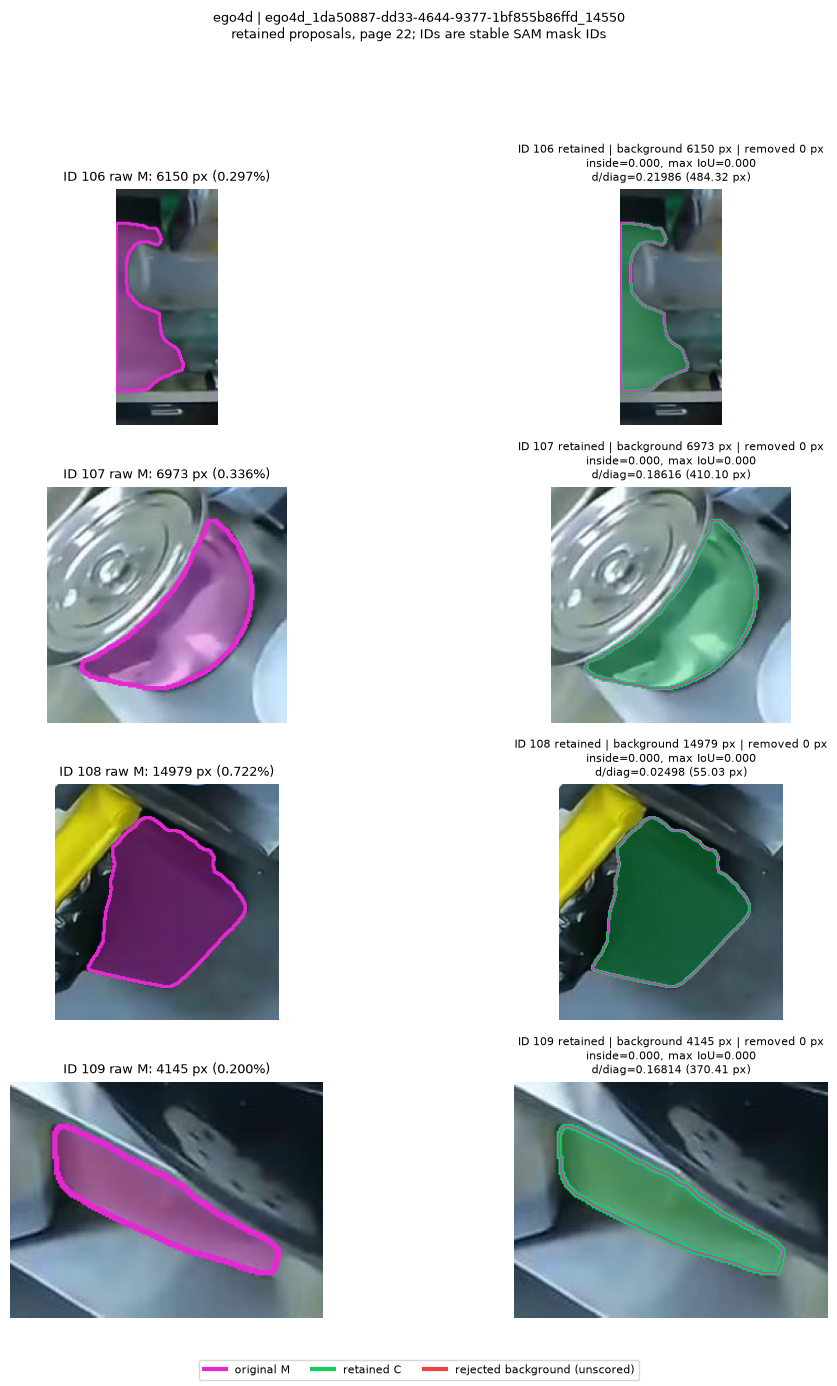 ego4d | ego4d_1da50887-dd33-4644-9377-1bf855b86ffd_14550
retained proposals, page 22; IDs are stable SAM mask IDs
ID 106 raw M: 6150 px (0.297%)
ID 106 retained | background 6150 px | removed 0 px
inside=0.000, max IoU=0.000
d/diag=0.21986 (484.32 px)
ID 107 raw M: 6973 px (0.336%)
ID 107 retained | background 6973 px | removed 0 px
inside=0.000, max IoU=0.000
d/diag=0.18616 (410.10 px)
ID 108 raw M: 14979 px (0.722%)
ID 108 retained | background 14979 px | removed 0 px
inside=0.000, max IoU=0.000
d/diag=0.02498 (55.03 px)
ID 109 raw M: 4145 px (0.200%)
ID 109 retained | background 4145 px | removed 0 px
inside=0.000, max IoU=0.000
d/diag=0.16814 (370.41 px)
original M
retained C
rejected background (unscored)